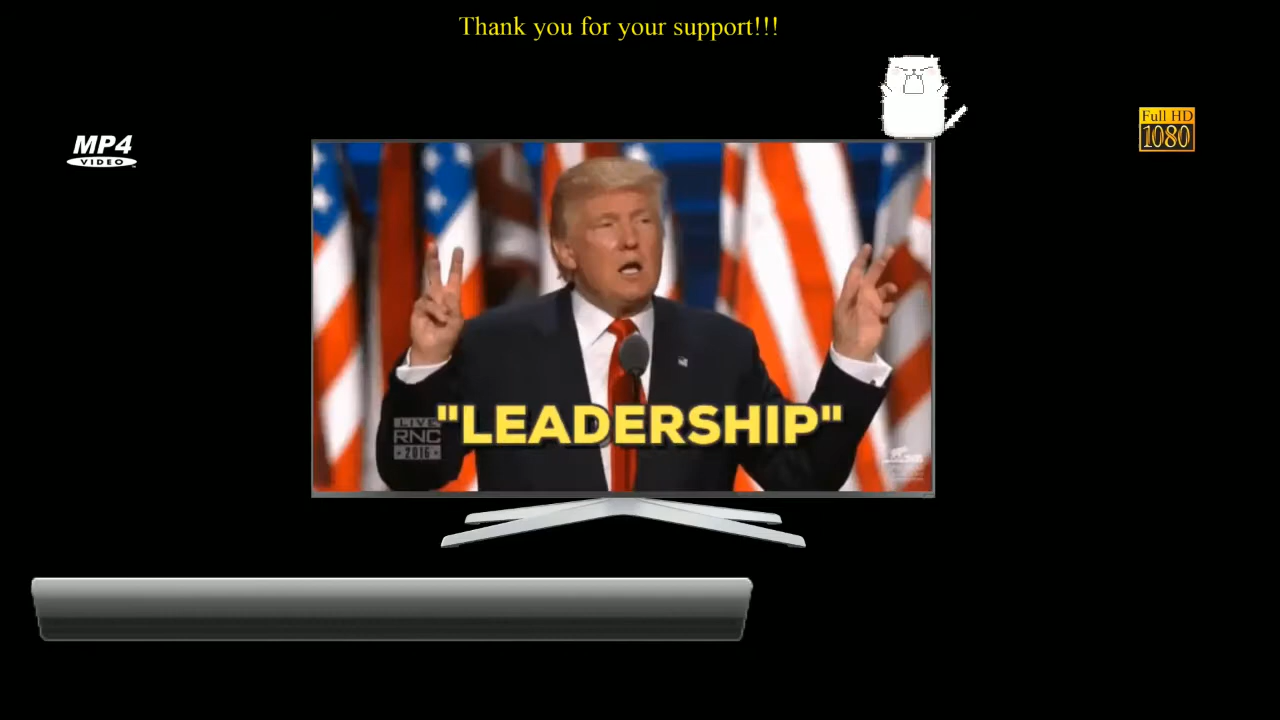 Thank you for your support!!!
MP4
VIDEO
Full HD
1080
"LEADERSHIP"
LIVE
RNC
2016